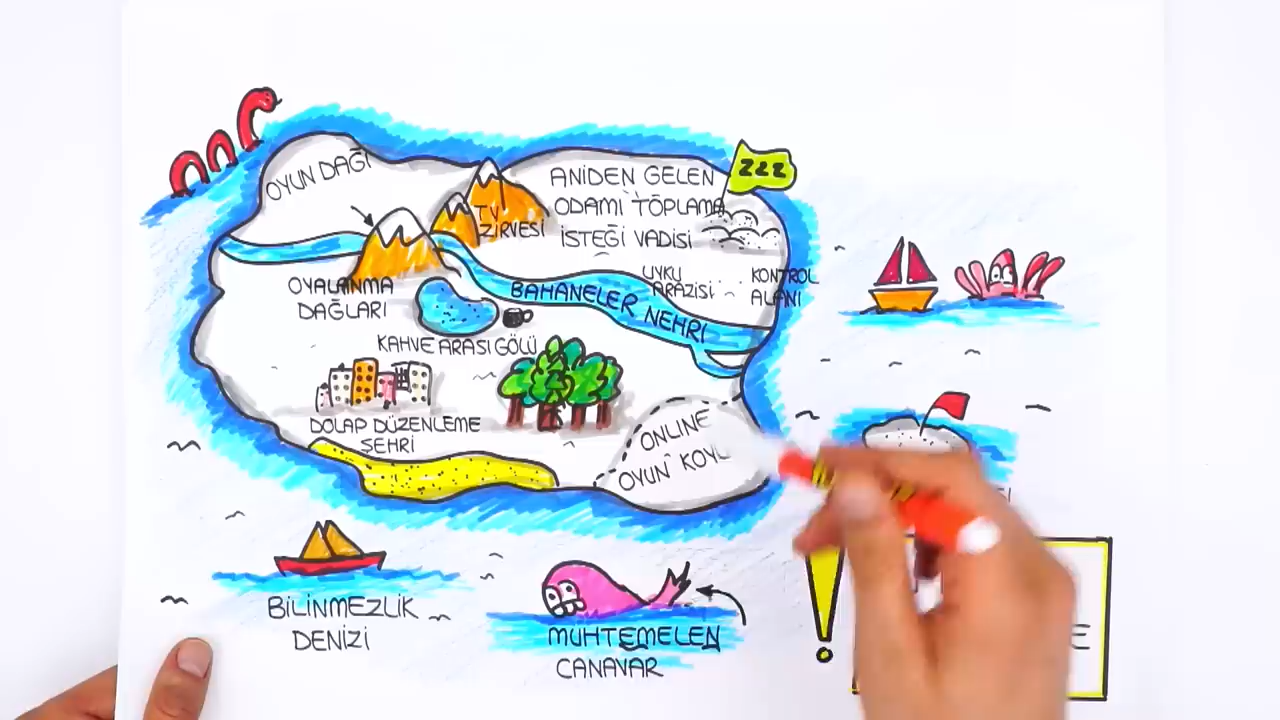 OYUN DAĞI
ZZZ
ANİDEN GELEN
ODAMI TOPLAMA
İSTEĞİ VADİSİ
TV
ZİRVESİ
UYKU
ARAZİSİ
KONTROL
ALANI
OYALANMA
DAĞLARI
BAHANELER NEHRİ
KAHVE ARASI GÖLÜ
DOLAP DÜZENLEME
ŞEHRİ
ONLINE
OYUN KOYU
BİLİNMEZLİK
DENİZİ
MUHTEMELEN
CANAVAR